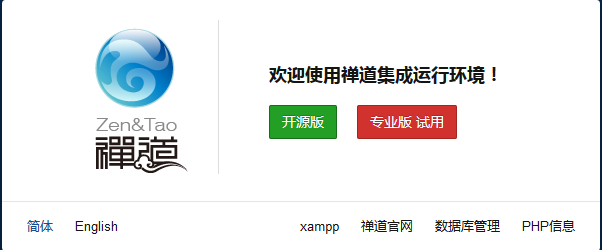 欢迎使用禅道集成运行环境！
Zen&Tao
禪道
开源版 专业版 试用
简体 English xampp 禅道官网 数据库管理 PHP信息